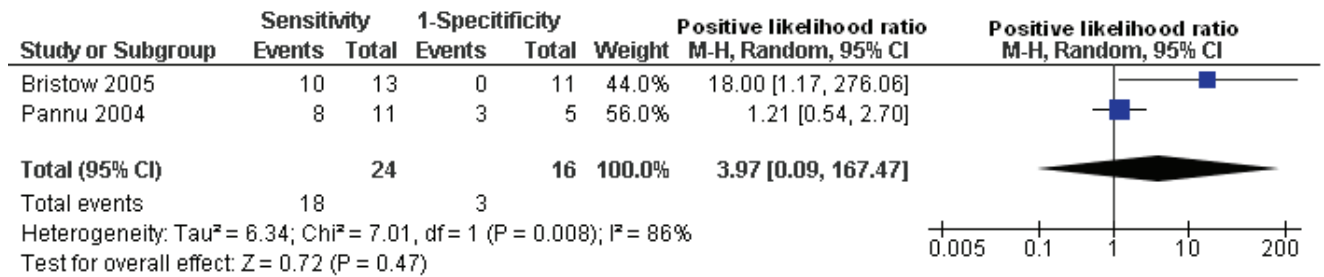 Sensitivity 1-Specitificity Positive likelihood ratio Positive likelihood ratio
Study or Subgroup Events Total Events Total Weight M-H, Random, 95% CI M-H, Random, 95% CI
Bristow 2005 10 13 0 11 44.0% 18.00 [1.17, 276.06]
Pannu 2004 8 11 3 5 56.0% 1.21 [0.54, 2.70]
Total (95% CI) 24 16 100.0% 3.97 [0.09, 167.47]
Total events 18 3
Heterogeneity: Tau² = 6.34; Chi² = 7.01, df = 1 (P = 0.008); I² = 86%
Test for overall effect: Z = 0.72 (P = 0.47)
0.005 0.1 1 10 200